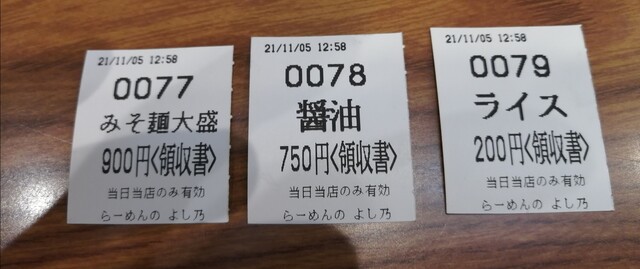 21/11/05 12:58
0077
みそ麺大盛
900円<領収書>
当日当店のみ有効
らーめんの よし乃
21/11/05 12:58
0078
醤油
750円<領収書>
当日当店のみ有効
らーめんの よし乃
21/11/05 12:58
0079
ライス
200円<領収書>
当日当店のみ有効
らーめんの よし乃